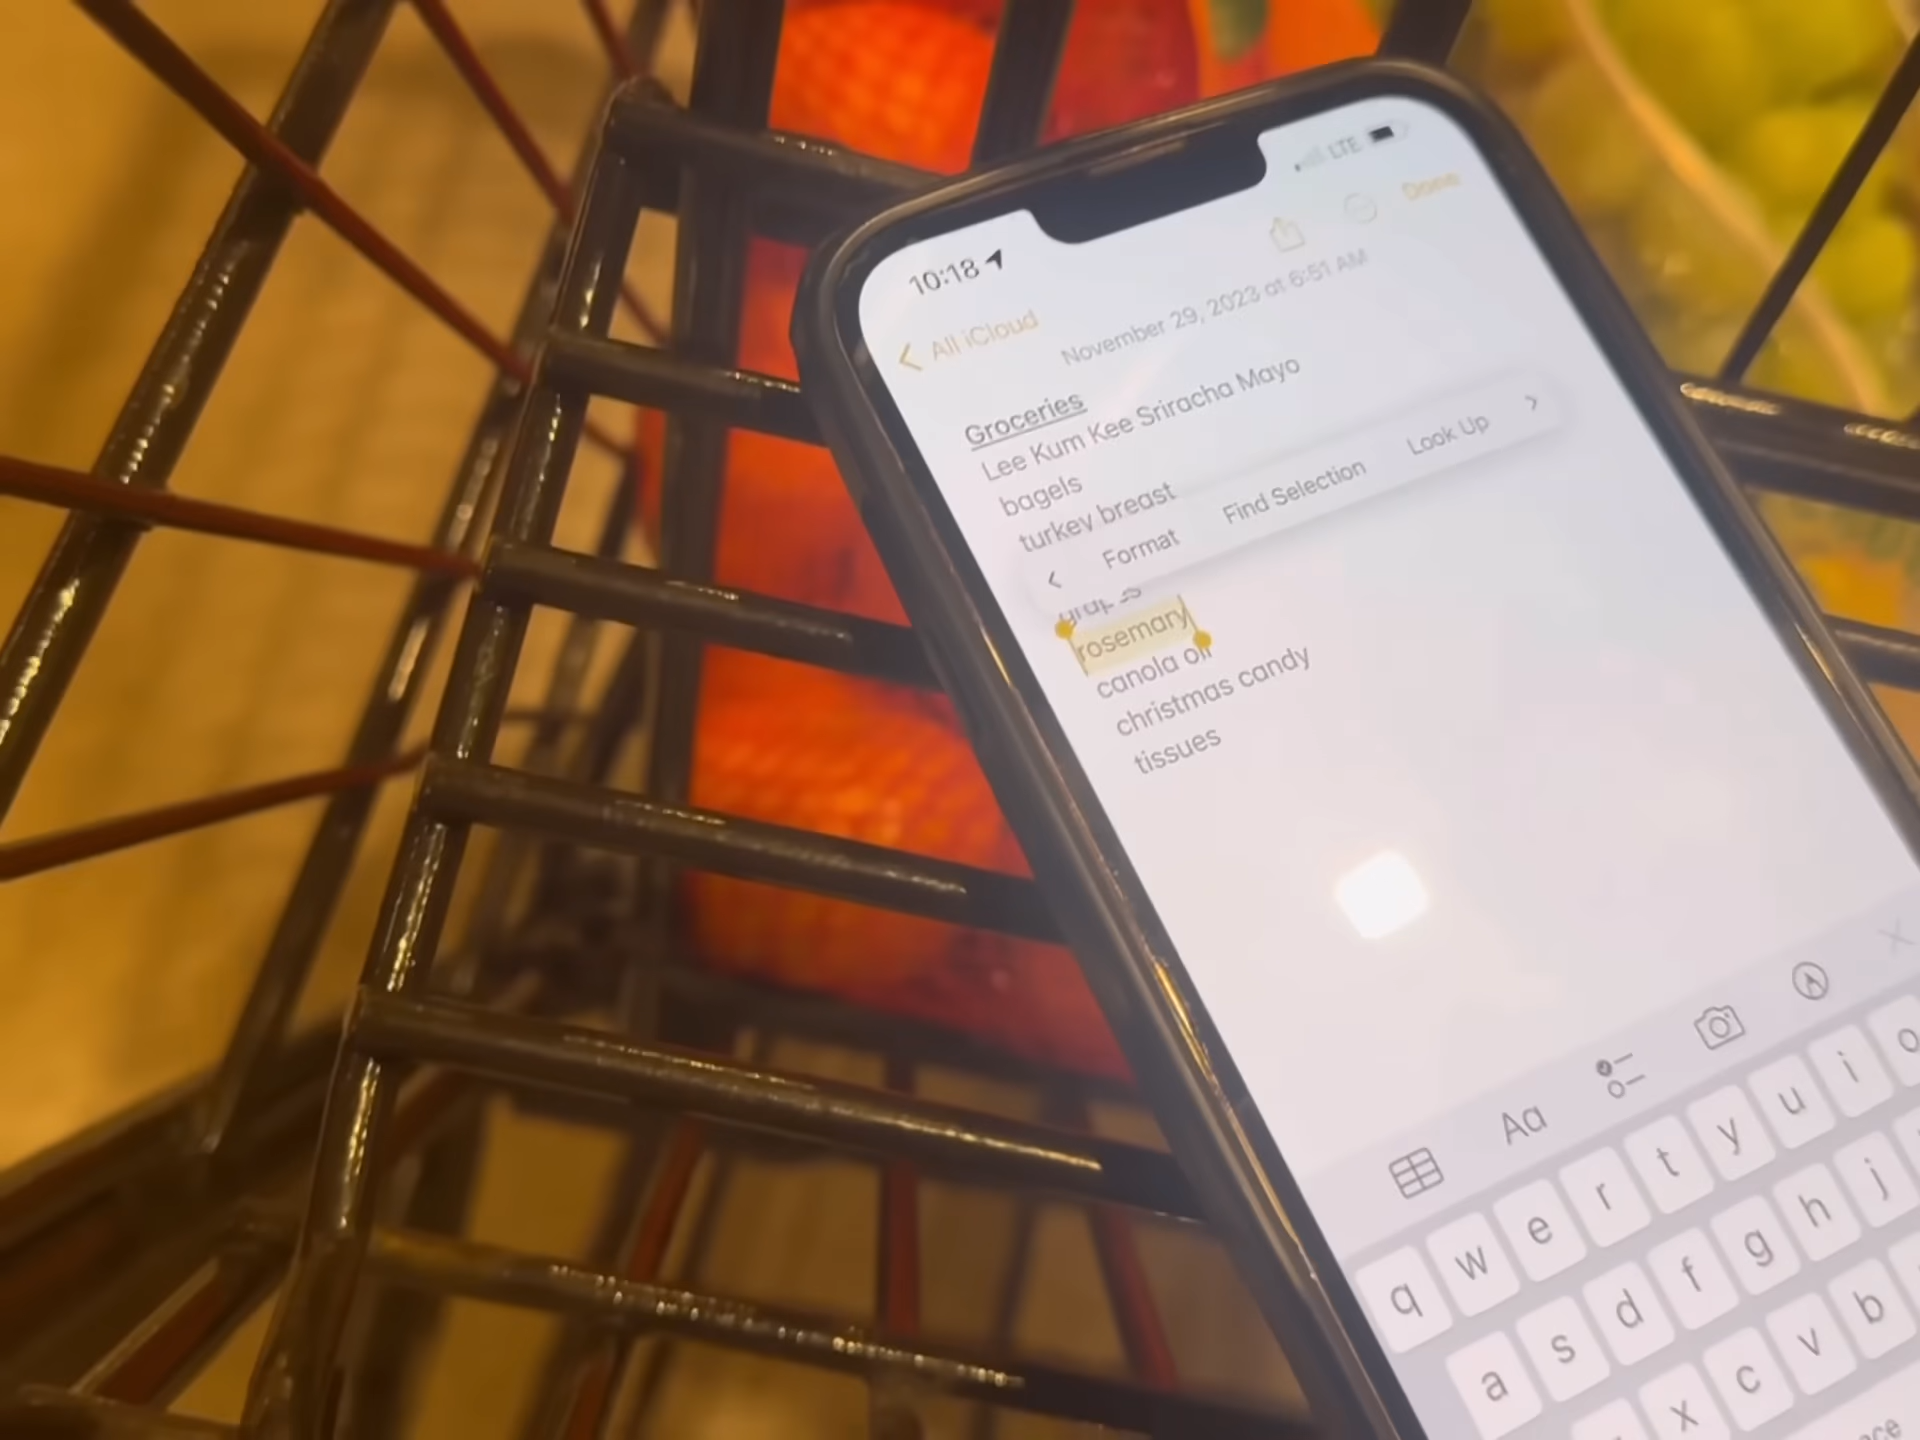 10:18
LTE
All iCloud
Done
November 29, 2023 at 6:51 AM
Groceries
Lee Kum Kee Sriracha Mayo
bagels
turkey breast
Format Find Selection Look Up
rosemary
canola oil
christmas candy
tissues
Aa
q w e r t y u i o
a s d f g h j
x c v b